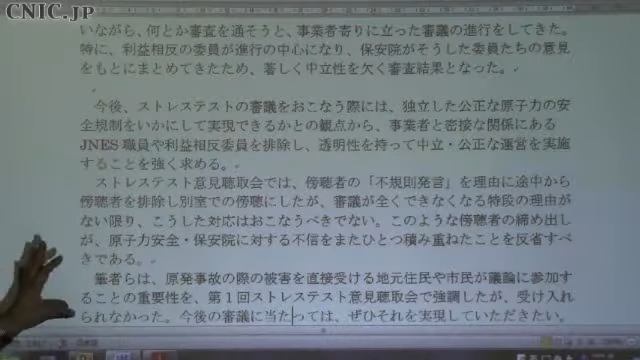 CNIC.JP
いながら、何とか審査を通そうと、事業者寄りに立った審議の進行をしてきた。
特に、利益相反の委員が進行の中心になり、保安院がそうした委員たちの意見
をもとにまとめてきたため、著しく中立性を欠く審査結果となった。
今後、ストレステストの審議をおこなう際には、独立した公正な原子力の安
全規制をいかにして実現できるかとの観点から、事業者と密接な関係にある
JNES職員や利益相反委員を排除し、透明性を持って中立・公正な運営を実施
することを強く求める。
ストレステスト意見聴取会では、傍聴者の「不規則発言」を理由に途中から
傍聴者を排除し別室での傍聴にしたが、審議が全くできなくなる特段の理由が
ない限り、こうした対応はおこなうべきでない。このような傍聴者の締め出し
が、原子力安全・保安院に対する不信をまたひとつ積み重ねたことを反省すべ
きである。
筆者らは、原発事故の際の被害を直接受ける地元住民や市民が議論に参加す
ることの重要性を、第1回ストレステスト意見聴取会で強調したが、受け入れ
られなかった。今後の審議に当たっては、ぜひそれを実現していただきたい。